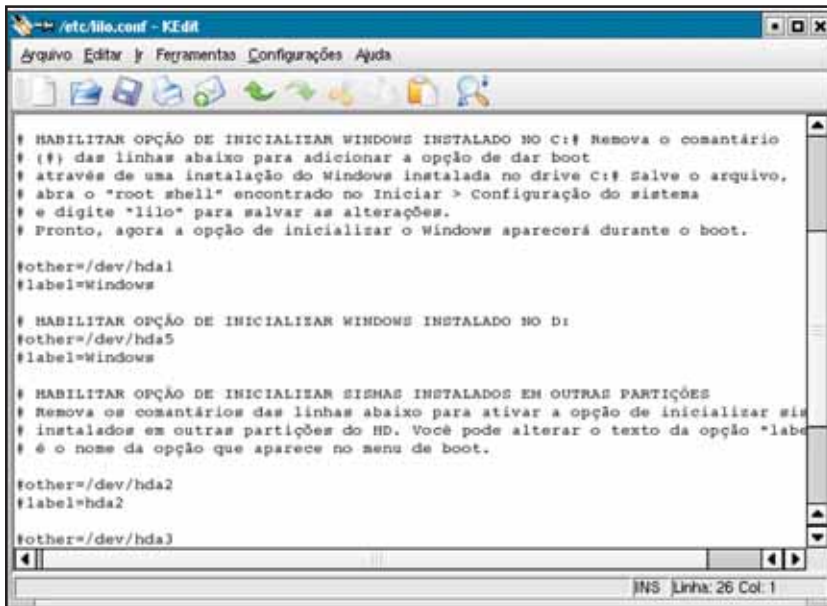 /etc/lilo.conf - KEdit
Arquivo Editar Ir Ferramentas Configurações Ajuda
# HABILITAR OPÇÃO DE INICIALIZAR WINDOWS INSTALADO NO C:# Remova o comantário
# (#) das linhas abaixo para adicionar a opção de dar boot
# através de uma instalação do Windows instalada no drive C:# Salve o arquivo,
# abra o "root shell" encontrado no Iniciar > Configuração do sistema
# e digite "lilo" para salvar as alterações.
# Pronto, agora a opção de inicializar o Windows aparecerá durante o boot.
#other=/dev/hda1
#label=Windows
# HABILITAR OPÇÃO DE INICIALIZAR WINDOWS INSTALADO NO D:
#other=/dev/hda5
#label=Windows
# HABILITAR OPÇÃO DE INICIALIZAR SISMAS INSTALADOS EM OUTRAS PARTIÇÕES
# Remova os comantários das linhas abaixo para ativar a opção de inicializar sis
# instalados em outras partições do HD. Você pode alterar o texto da opção "labe
# é o nome da opção que aparece no menu de boot.
#other=/dev/hda2
#label=hda2
#other=/dev/hda3
INS Linha: 26 Col: 1